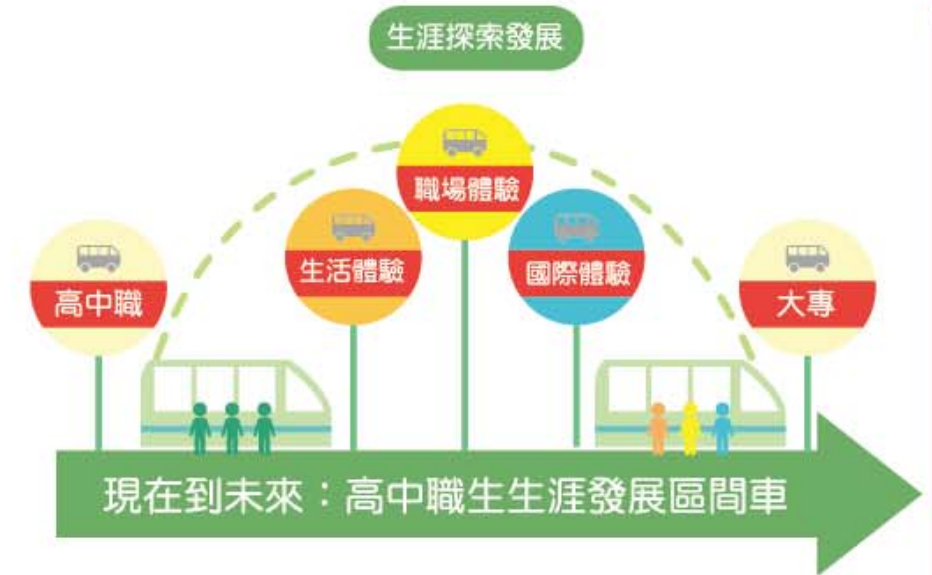 生涯探索發展
職場體驗
生活體驗
國際體驗
高中職
大專
現在到未來：高中職生生涯發展區間車